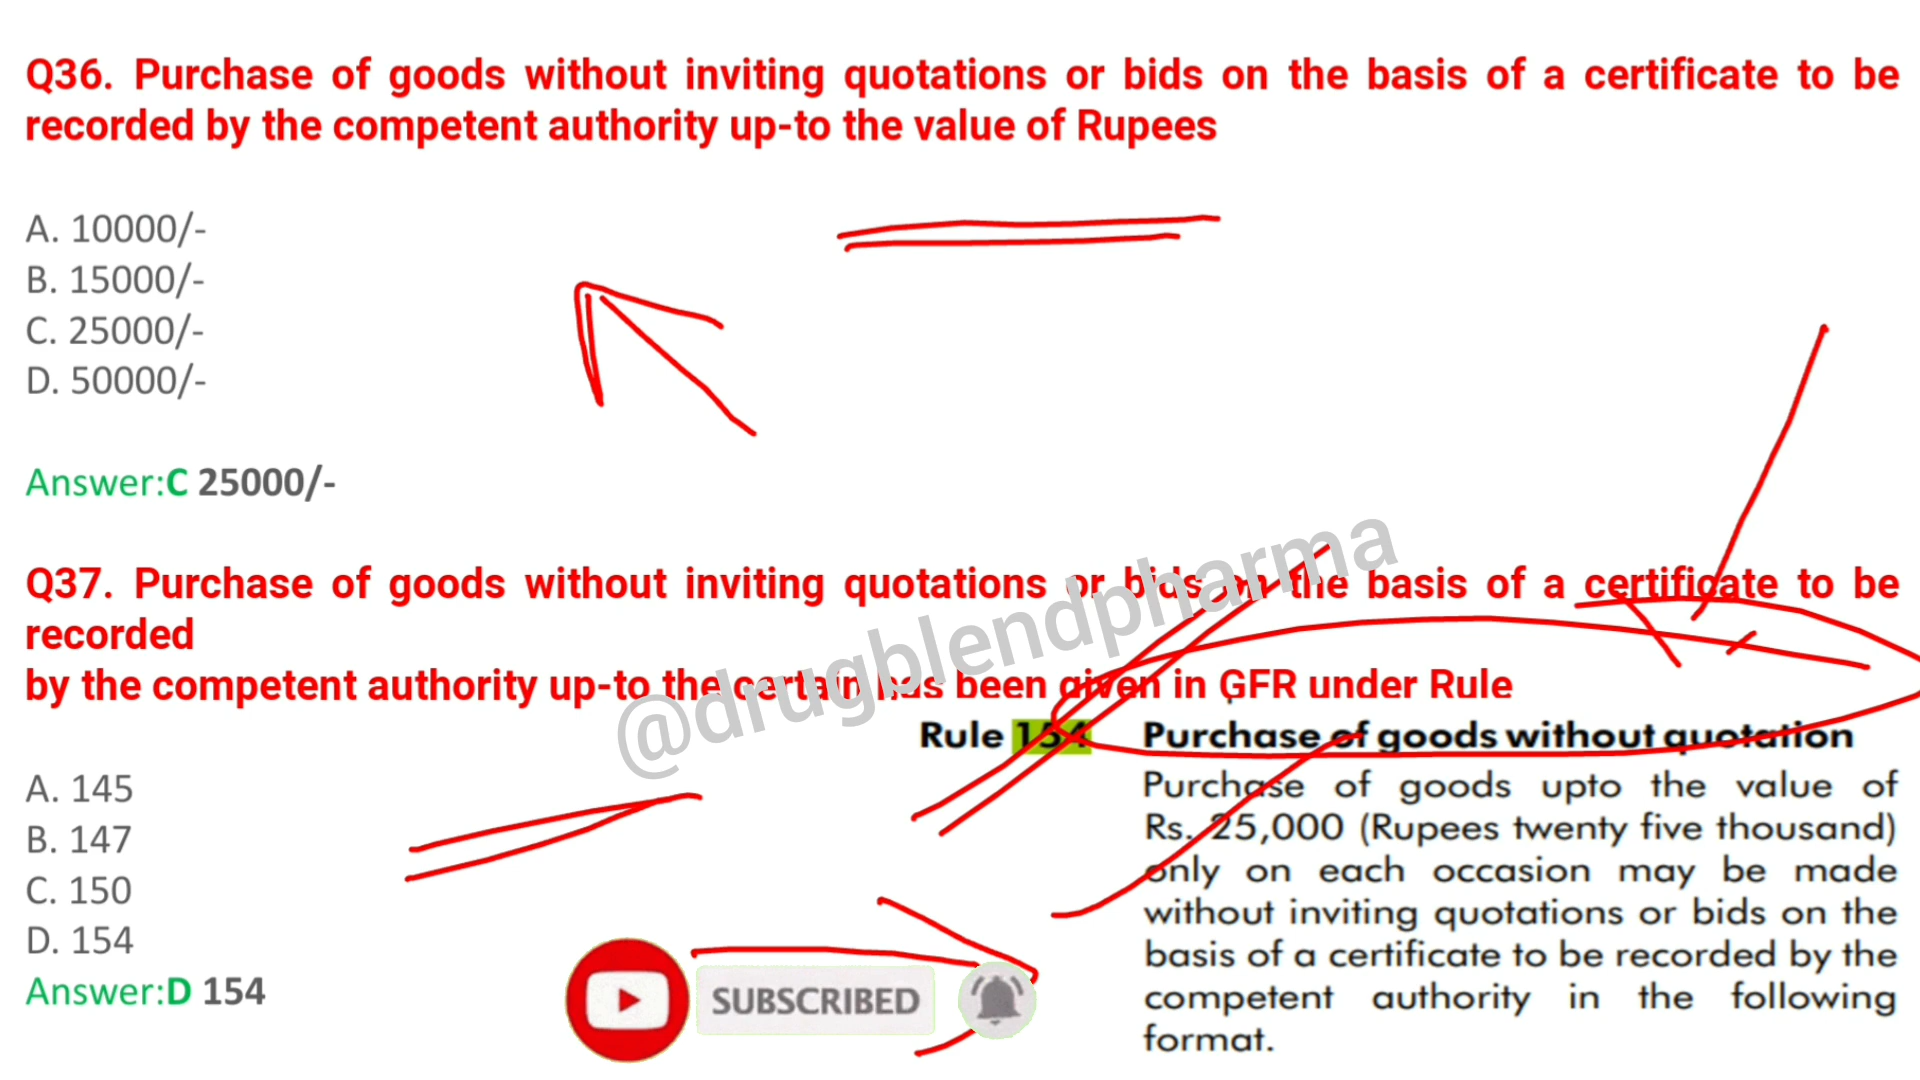 Q36. Purchase of goods without inviting quotations or bids on the basis of a certificate to be
recorded by the competent authority up-to the value of Rupees
A. 10000/-
B. 15000/-
C. 25000/-
D. 50000/-
Answer:C 25000/-
Q37. Purchase of goods without inviting quotations or bids on the basis of a certificate to be
recorded
by the competent authority up-to the certain has been given in GFR under Rule
A. 145
B. 147
C. 150
D. 154
Answer:D 154
Rule 154 Purchase of goods without quotation
Purchase of goods upto the value of
Rs. 25,000 (Rupees twenty five thousand)
only on each occasion may be made
without inviting quotations or bids on the
basis of a certificate to be recorded by the
competent authority in the following
format.
@drugblendpharma
SUBSCRIBED